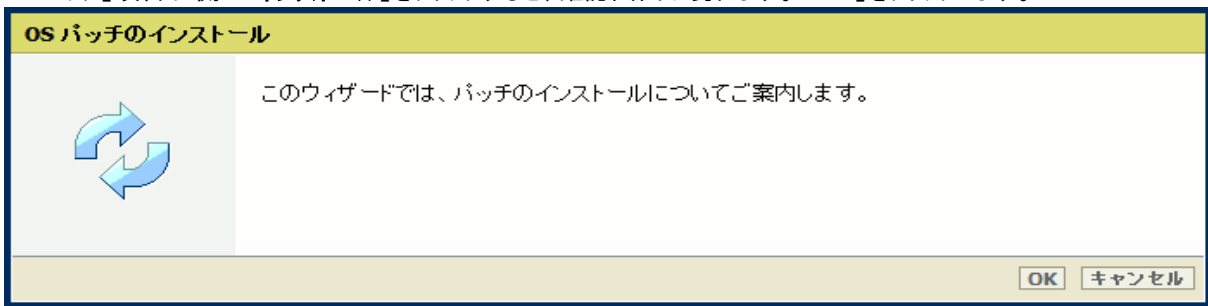 OS パッチのインストール
このウィザードでは、パッチのインストールについてご案内します。
OK キャンセル